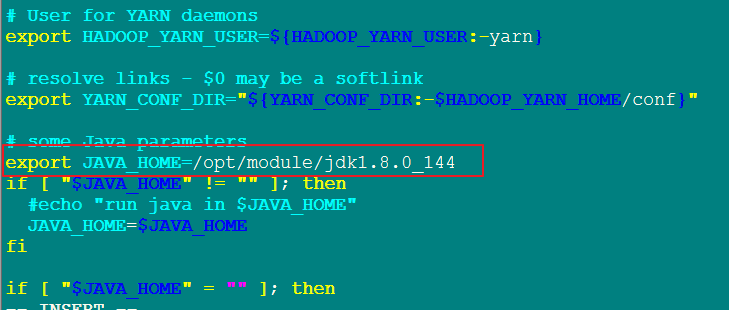 # User for YARN daemons
export HADOOP_YARN_USER=${HADOOP_YARN_USER:-yarn}
# resolve links - $0 may be a softlink
export YARN_CONF_DIR="${YARN_CONF_DIR:-$HADOOP_YARN_HOME/conf}"
# some Java parameters
export JAVA_HOME=/opt/module/jdk1.8.0_144
if [ "$JAVA_HOME" != "" ]; then
  #echo "run java in $JAVA_HOME"
  JAVA_HOME=$JAVA_HOME
fi
if [ "$JAVA_HOME" = "" ]; then
-- INSERT --